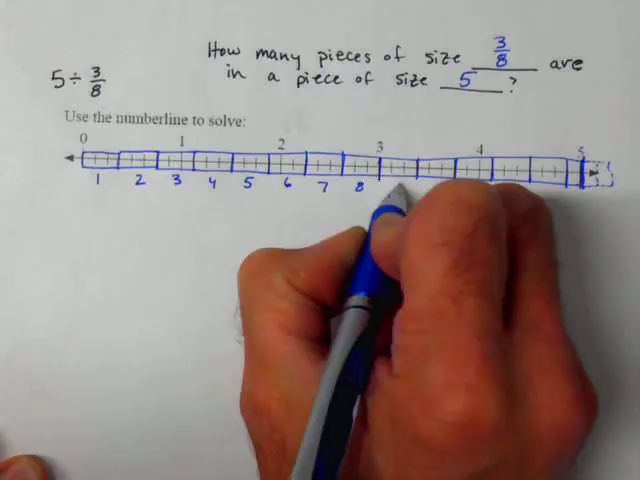 How many pieces of size 3/8 are
in a piece of size 5 ?
5 ÷ 3/8
Use the numberline to solve:
0 1 2 3 4 5
1 2 3 4 5 6 7 8